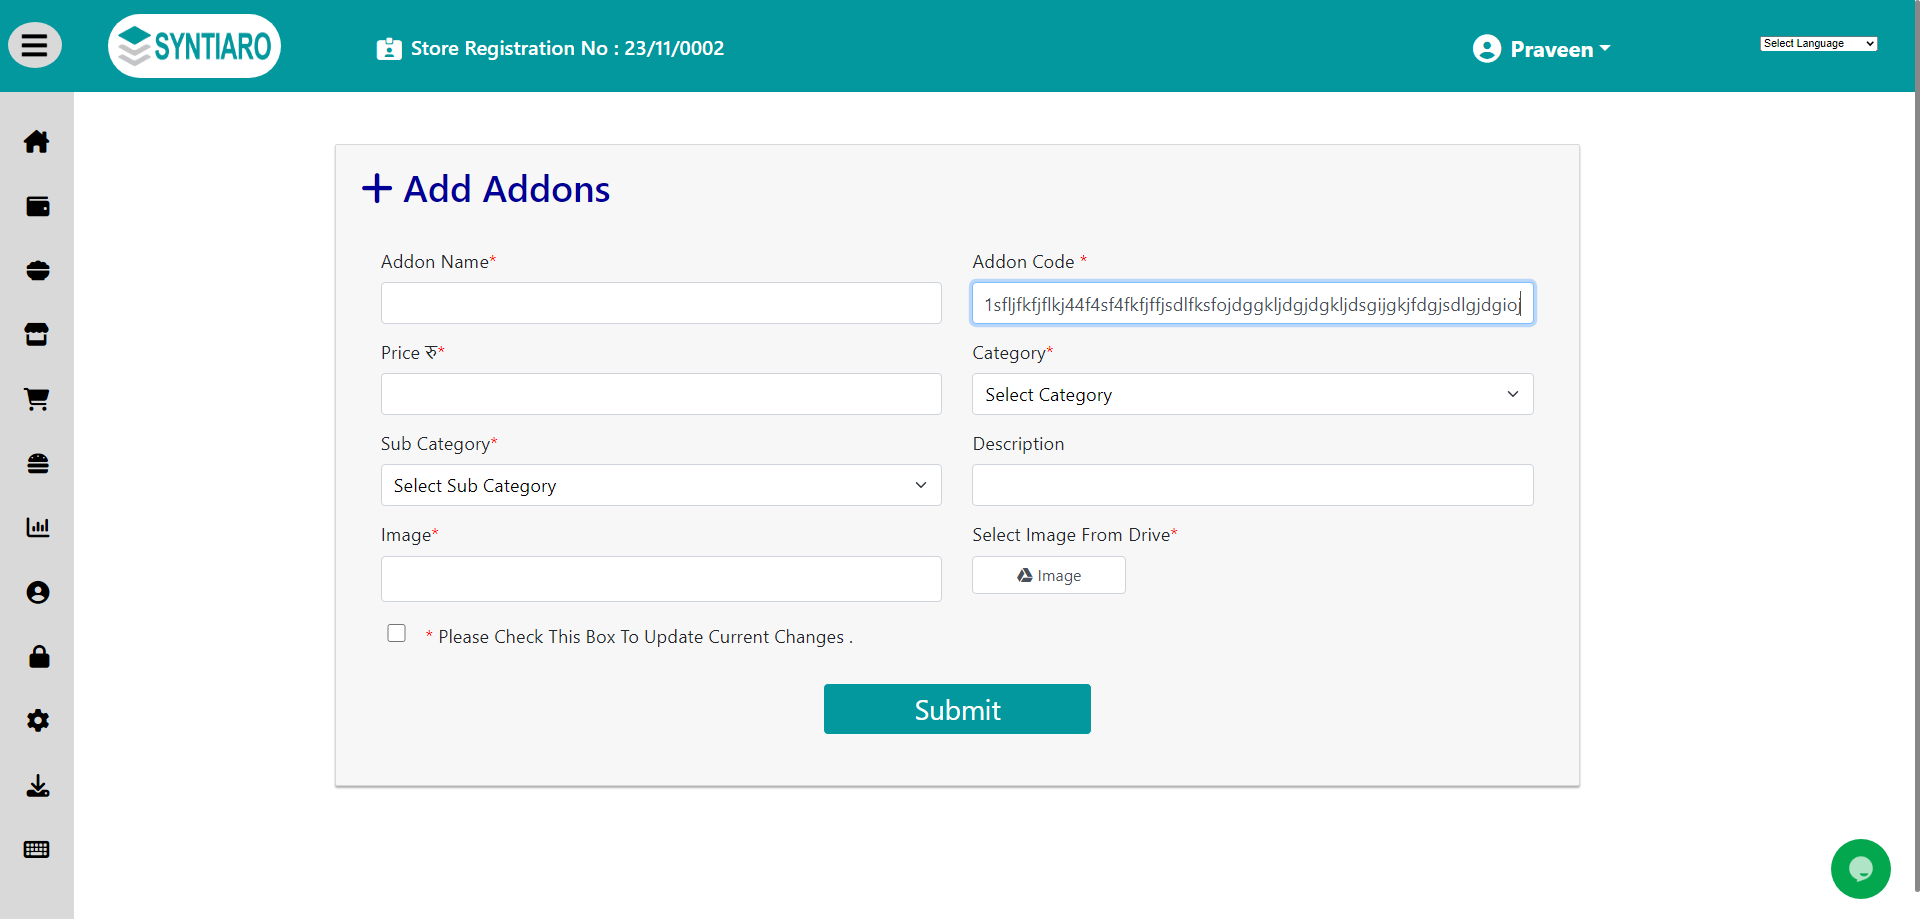 SYNTIARO
Store Registration No : 23/11/0002
Praveen
Select Language
Add Addons
Addon Name*
Addon Code *
1sfljfkfjflkj44f4sf4fkfjffjsdlfksfojdggkljdgjdgkljdsgijgkjfdgjsdlgjdgioj
Price रु*
Category*
Select Category
Sub Category*
Description
Select Sub Category
Image*
Select Image From Drive*
Image
* Please Check This Box To Update Current Changes .
Submit